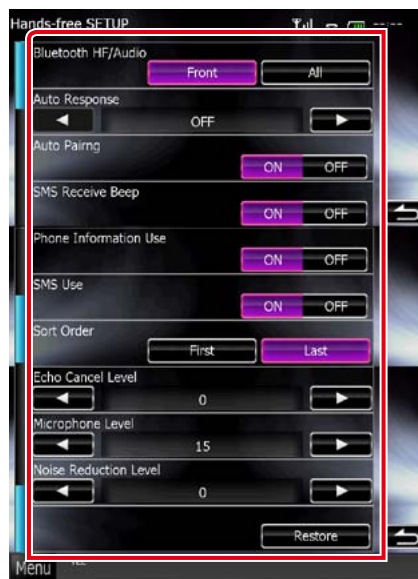 Hands-free SETUP --:--
Bluetooth HF/Audio
Front All
Auto Response
OFF
Auto Pairng
ON OFF
SMS Receive Beep
ON OFF
Phone Information Use
ON OFF
SMS Use
ON OFF
Sort Order
First Last
Echo Cancel Level
0
Microphone Level
15
Noise Reduction Level
0
Restore
Menu